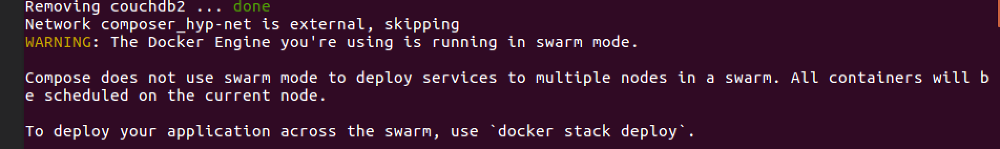 Removing couchdb2 ... done
Network composer_hyp-net is external, skipping
WARNING: The Docker Engine you're using is running in swarm mode.
Compose does not use swarm mode to deploy services to multiple nodes in a swarm. All containers will b
e scheduled on the current node.
To deploy your application across the swarm, use `docker stack deploy`.